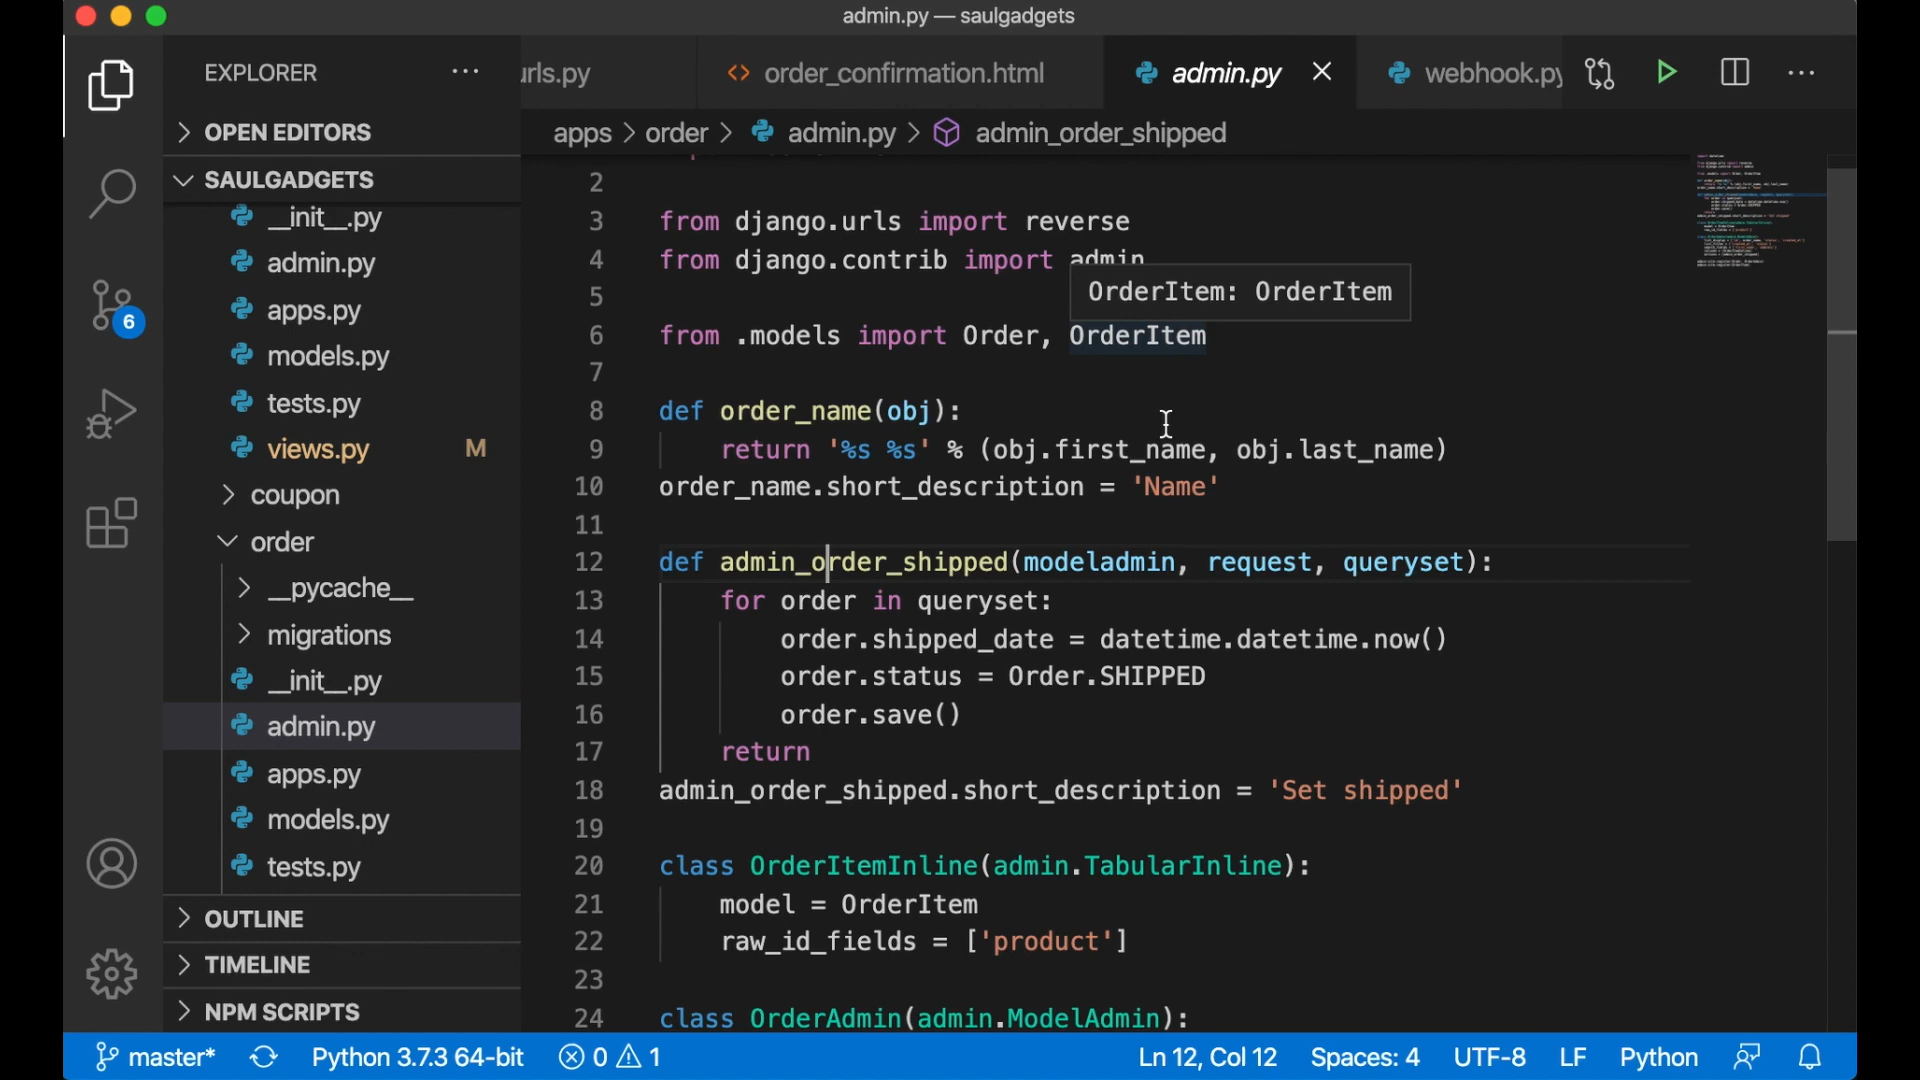 admin.py — saulgadgets
EXPLORER
urls.py
order_confirmation.html
admin.py
webhook.py
OPEN EDITORS
apps > order > admin.py > admin_order_shipped
SAULGADGETS
__init__.py
admin.py
apps.py
models.py
tests.py
views.py M
coupon
order
__pycache__
migrations
__init__.py
admin.py
apps.py
models.py
tests.py
OUTLINE
TIMELINE
NPM SCRIPTS
6
2
3 from django.urls import reverse
4 from django.contrib import admin
OrderItem: OrderItem
5
6 from .models import Order, OrderItem
7
8 def order_name(obj):
9 return '%s %s' % (obj.first_name, obj.last_name)
10 order_name.short_description = 'Name'
11
12 def admin_order_shipped(modeladmin, request, queryset):
13 for order in queryset:
14 order.shipped_date = datetime.datetime.now()
15 order.status = Order.SHIPPED
16 order.save()
17 return
18 admin_order_shipped.short_description = 'Set shipped'
19
20 class OrderItemInline(admin.TabularInline):
21 model = OrderItem
22 raw_id_fields = ['product']
23
24 class OrderAdmin(admin.ModelAdmin):
master* Python 3.7.3 64-bit 0 1 Ln 12, Col 12 Spaces: 4 UTF-8 LF Python